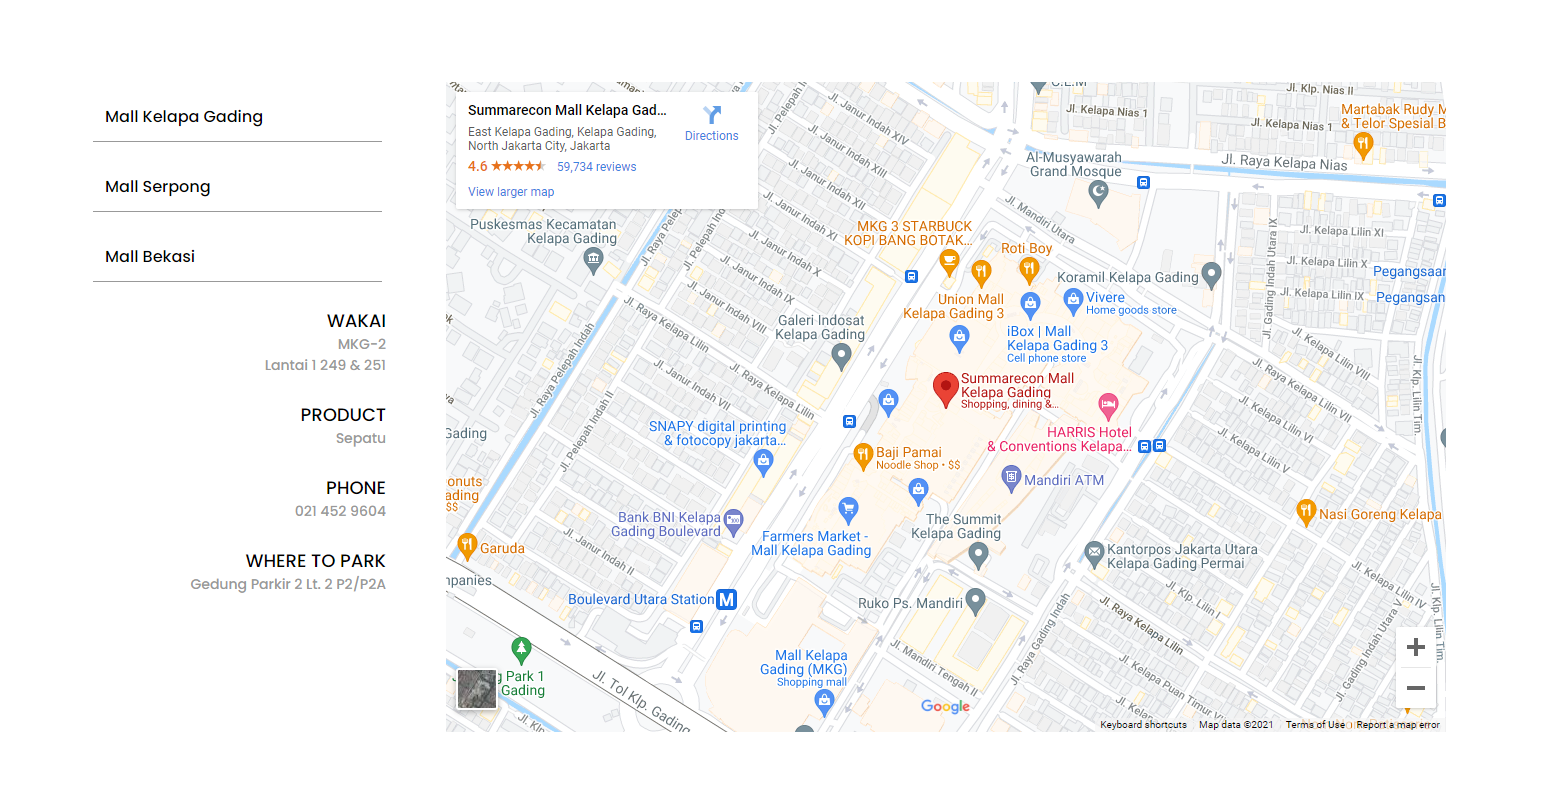 Mall Kelapa Gading
Mall Serpong
Mall Bekasi
WAKAI
MKG-2
Lantai 1 249 & 251
PRODUCT
Sepatu
PHONE
021 452 9604
WHERE TO PARK
Gedung Parkir 2 Lt. 2 P2/P2A
Summarecon Mall Kelapa Gad...
East Kelapa Gading, Kelapa Gading,
North Jakarta City, Jakarta
4.6
59,734 reviews
View larger map
Directions
Jl. Klp. Nias II
Jl. Kelapa Nias 1
Jl. Kelapa Nias 1
Martabak Rudy M
& Telor Spesial B
Jl. Raya Kelapa Nias
Al-Musyawarah
Grand Mosque
Jl. Janur Indah XIV
Jl. Janur Indah XIII
Jl. Janur Indah XII
Jl. Janur Indah XI
Jl. Janur Indah X
Jl. Janur Indah IX
Jl. Janur Indah VIII
Jl. Janur Indah VII
Jl. Janur Indah II
Jl. Mandiri Utara
Puskesmas Kecamatan
Kelapa Gading
MKG 3 STARBUCK
KOPI BANG BOTAK...
Roti Boy
Koramil Kelapa Gading
Union Mall
Kelapa Gading 3
Vivere
Home goods store
iBox | Mall
Kelapa Gading 3
Cell phone store
Galeri Indosat
Kelapa Gading
Jl. Kelapa Lilin XI
Jl. Kelapa Lilin X
Jl. Kelapa Lilin IX
Jl. Gading Indah Utara IX
Pegangsaan
Pegangsan
Jl. Raya Pelepah Indah
Jl. Raya Kelapa Lilin
Jl. Raya Kelapa Lilin
Jl. Pelepah Indah II
Summarecon Mall
Kelapa Gading
Shopping, dining &...
HARRIS Hotel
& Conventions Kelapa...
Jl. Kelapa Lilin VIII
Jl. Kelapa Lilin VII
Jl. Kelapa Lilin VI
Jl. Kelapa Lilin V
Jl. Klp. Lilin Tim.
SNAPY digital printing
& fotocopy jakarta...
Baji Pamai
Noodle Shop • $$
Mandiri ATM
Gading
onuts
ading
$$
Garuda
mpanies
Bank BNI Kelapa
Gading Boulevard
Farmers Market -
Mall Kelapa Gading
The Summit
Kelapa Gading
Nasi Goreng Kelapa
Kantorpos Jakarta Utara
Kelapa Gading Permai
Boulevard Utara Station
M
Ruko Ps. Mandiri
Jl. Raya Kelapa Lilin
Jl. Kelapa Lilin I
Jl. Gading Indah Utara V
Jl. Klp. Lilin Tim.
Jl. Raya Gading Indah
Jl. Mandiri Tengah II
Jl. Kelapa Puan Timur V
Mall Kelapa
Gading (MKG)
Shopping mall
g Park 1
Gading
Jl. Tol Klp. Gading
Google
Keyboard shortcuts
Map data ©2021
Terms of Use
Report a map error